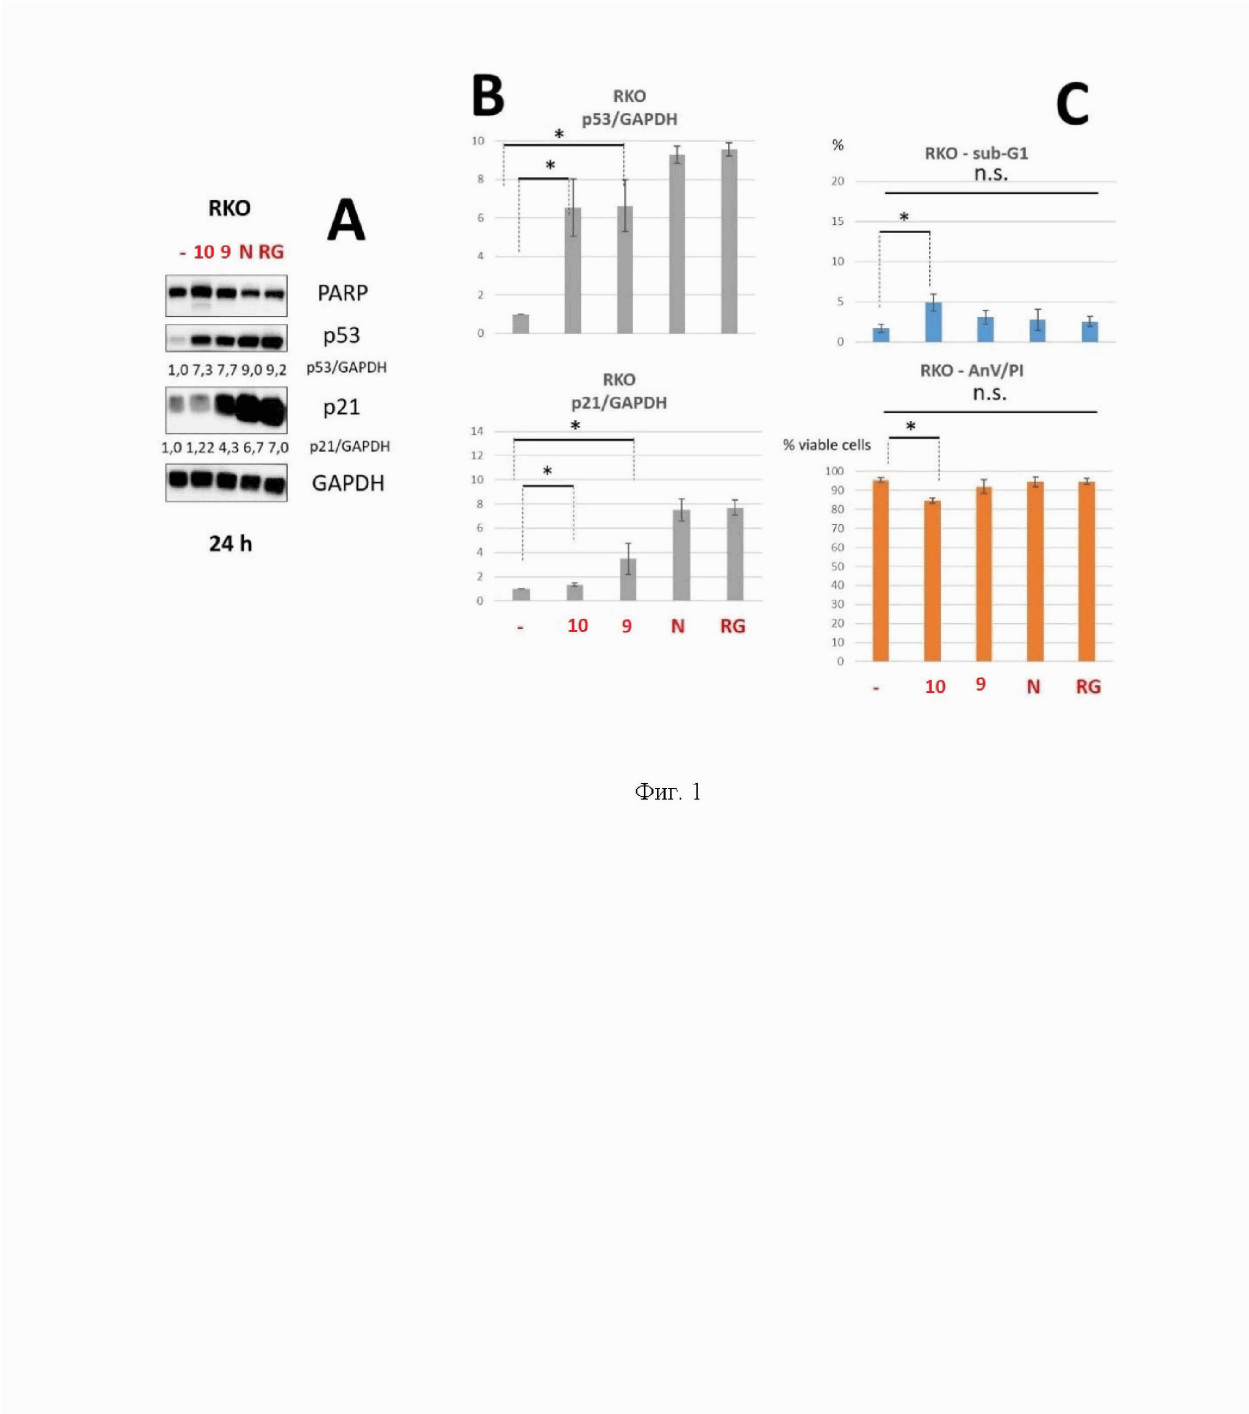 A
RKO
- 10 9 N RG
PARP
p53
1,0 7,3 7,7 9,0 9,2 p53/GAPDH
p21
1,0 1,22 4,3 6,7 7,0 p21/GAPDH
GAPDH
24 h
B
RKO
p53/GAPDH
*
*
10
8
6
4
2
0
RKO
p21/GAPDH
*
*
14
12
10
8
6
4
2
0
- 10 9 N RG
C
%
RKO - sub-G1
n.s.
*
20
15
10
5
0
RKO - AnV/PI
n.s.
*
% viable cells
100
90
80
70
60
50
40
30
20
10
0
- 10 9 N RG
Фиг. 1